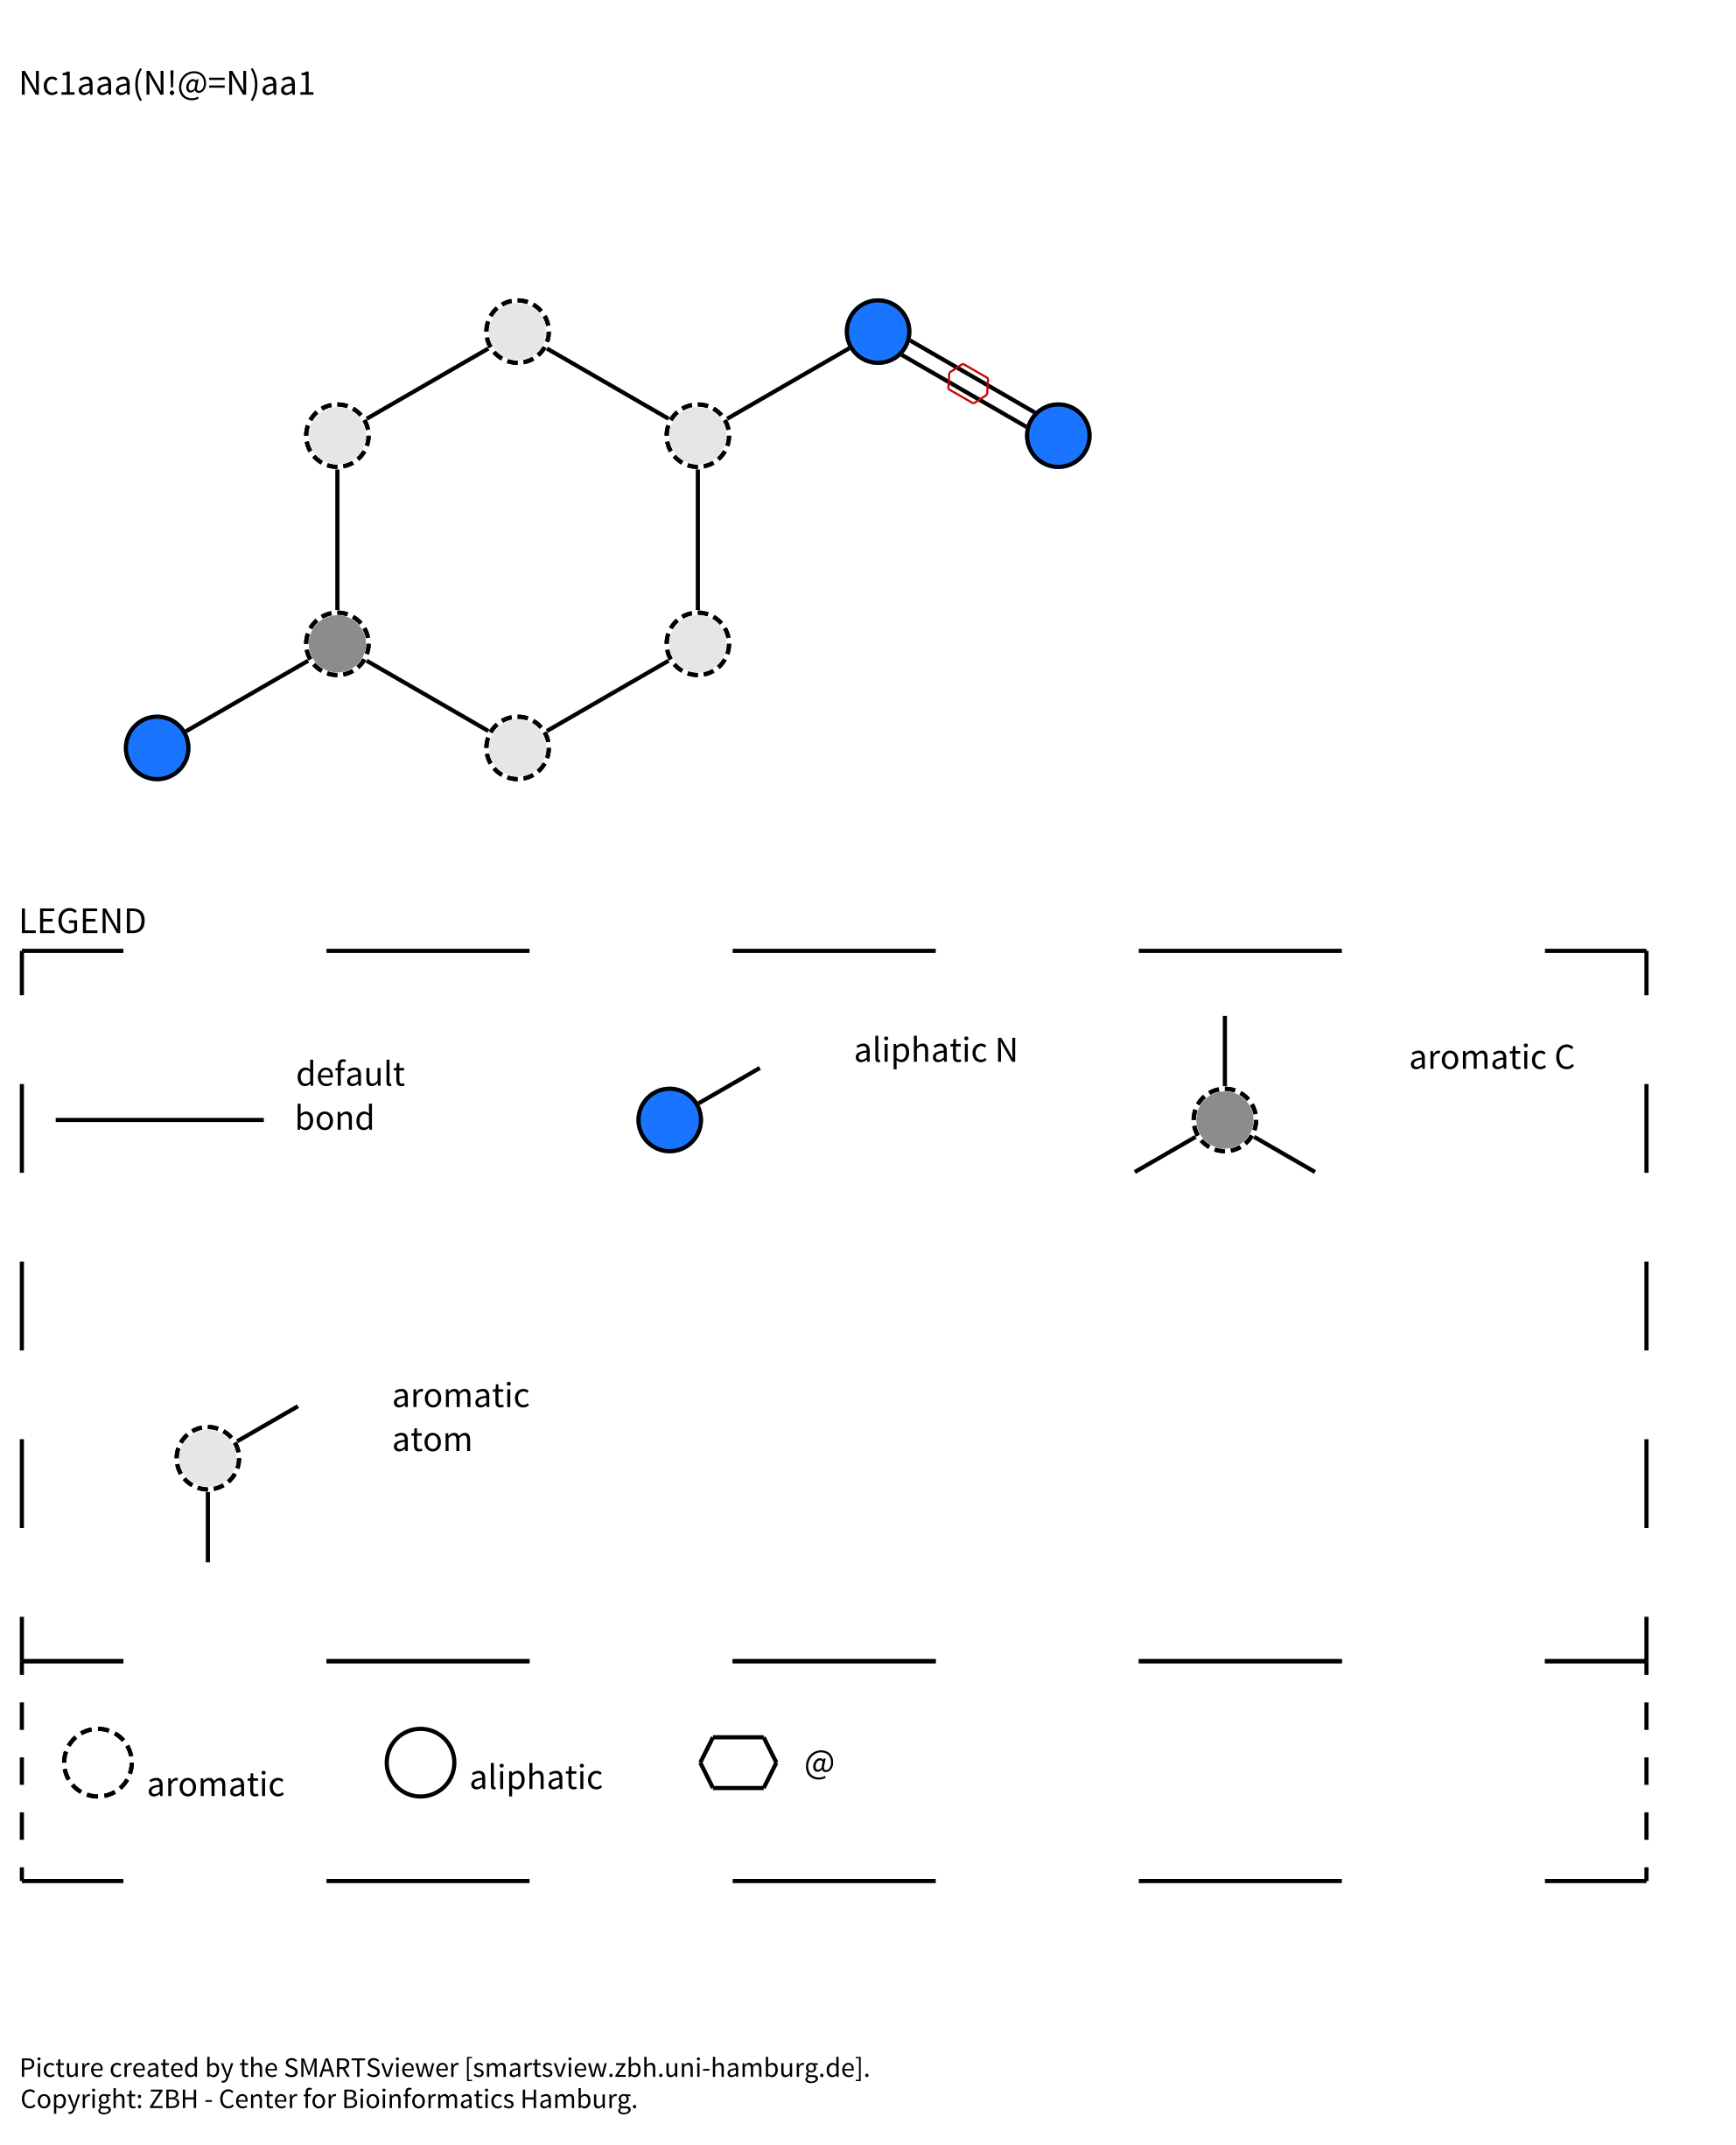 Nc1aaa(N!@=N)aa1
LEGEND
default
bond
aliphatic N
aromatic C
aromatic
atom
aromatic
aliphatic
@
Picture created by the SMARTSviewer [smartsview.zbh.uni-hamburg.de].
Copyright: ZBH - Center for Bioinformatics Hamburg.